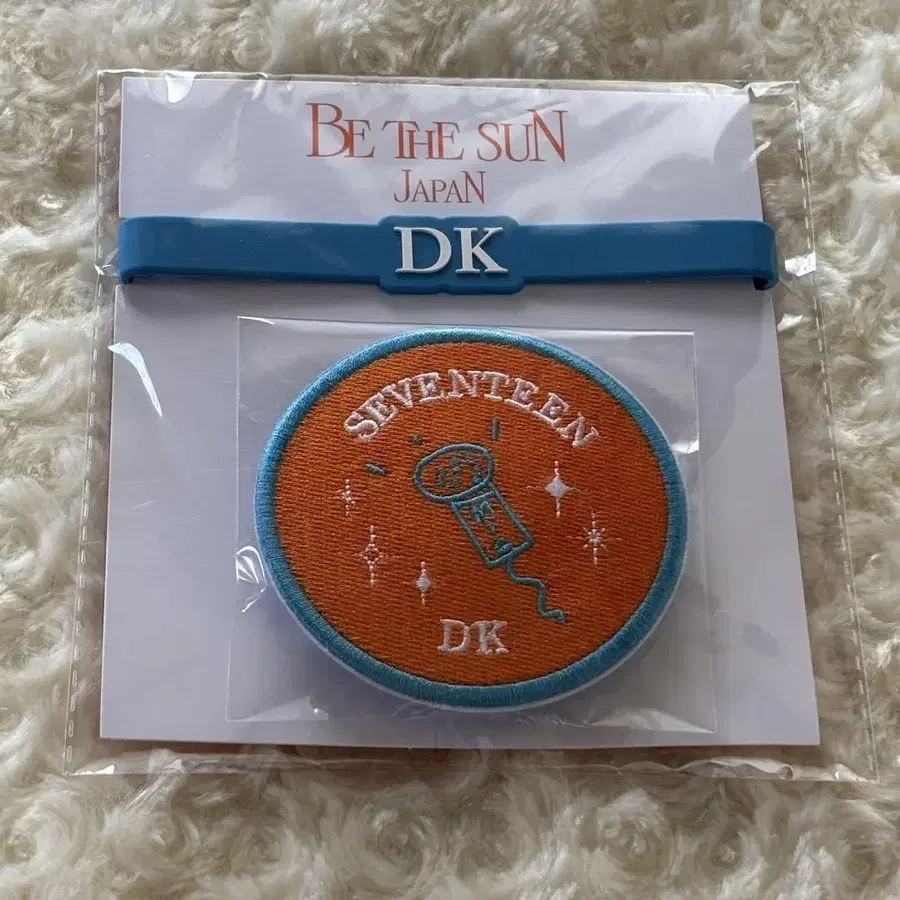 BE THE SUN
JAPAN
DK
SEVENTEEN
DK